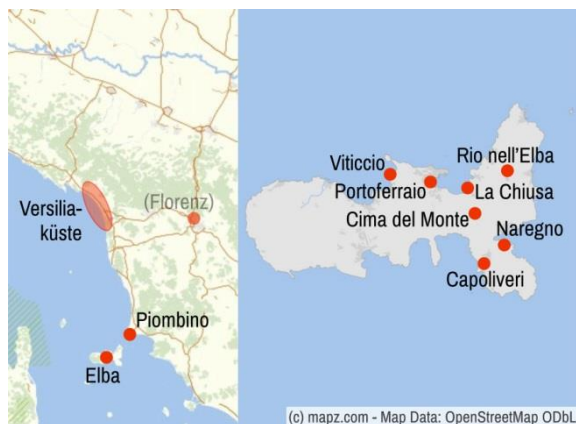 (Florenz)
Versilia-
küste
Piombino
Elba
Viticcio
Rio nell'Elba
Portoferraio
La Chiusa
Cima del Monte
Naregno
Capoliveri
(c) mapz.com - Map Data: OpenStreetMap ODbL